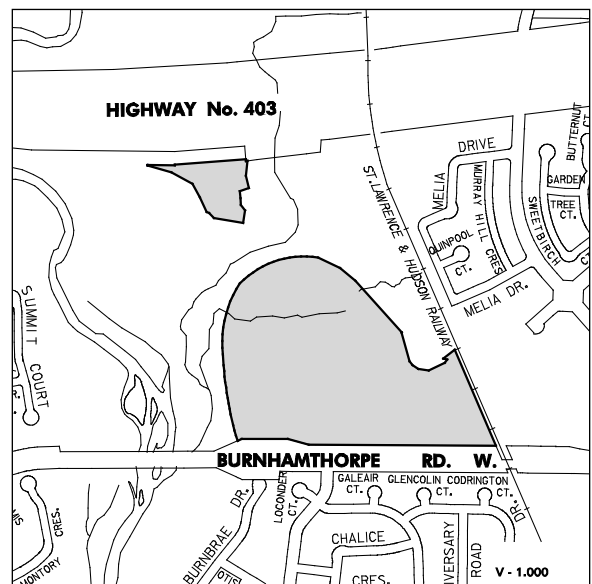 HIGHWAY No. 403
BUTTERNUT
CT.
DRIVE
MELIA
MURRAY HILL CRES
GARDEN
TREE
CT.
SWEETBIRCH
ST. LAWRENCE & HUDSON RAILWAY
QUINPOOL
CT.
MELIA DR.
SUMMIT COURT
BURNHAMTHORPE RD. W.
GALEAIR
CT.
GLENCOLIN
CT.
CODRINGTON
CT.
LOCONDER
CT.
DR.
BURNBRAE DR.
CRES.
MONTORY
CHALICE
CRES.
ROAD
V - 1.000